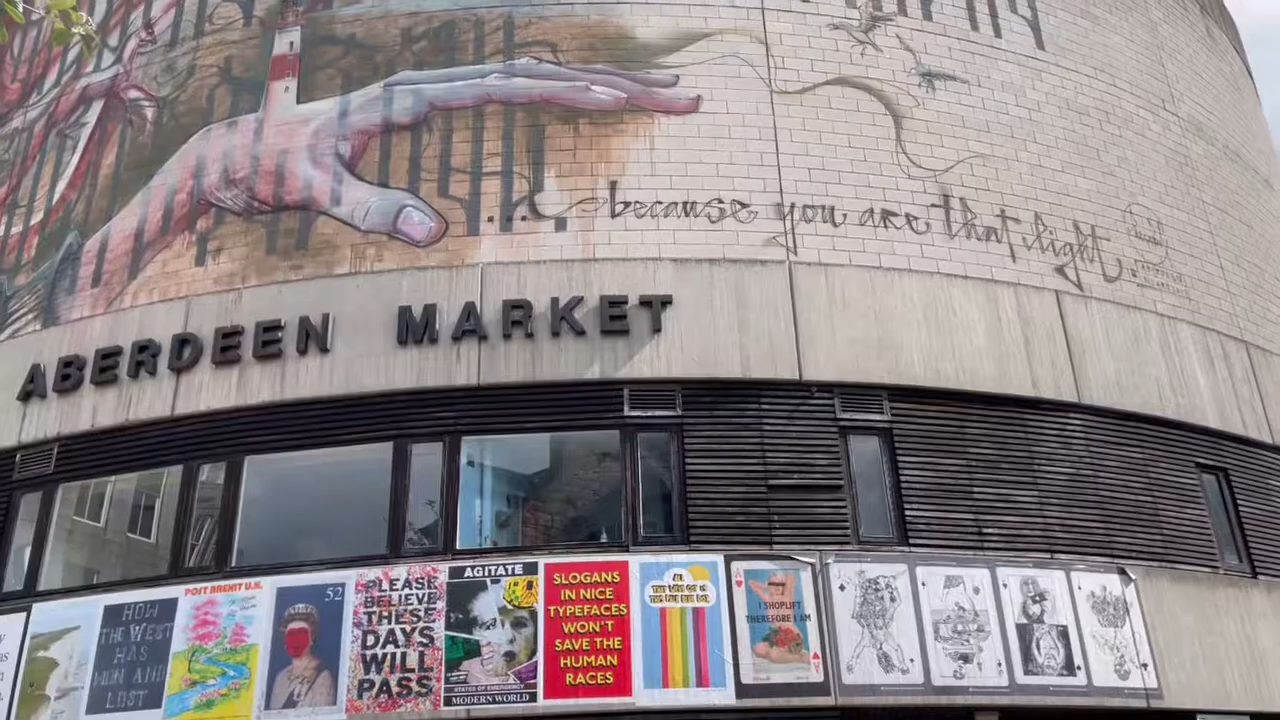 because you are that light
ABERDEEN MARKET
HOW
THE WEST
HAS
WON AND
LOST
POST BREXIT U.K.
52
PLEASE
BELIEVE
THESE
DAYS
WILL
PASS
AGITATE
STATES OF EMERGENCY
MODERN WORLD
SLOGANS
IN NICE
TYPEFACES
WON'T
SAVE THE
HUMAN
RACES
I SHOPLIFT
THEREFORE I AM